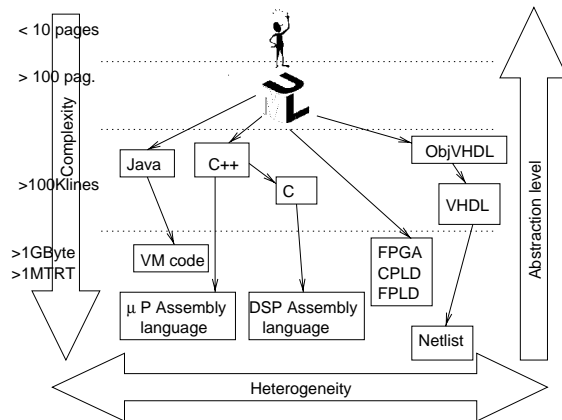 < 10 pages
> 100 pag.
UML
Complexity
Java
C++
ObjVHDL
>100Klines
C
VHDL
Abstraction level
>1GByte
>1MTRT
VM code
FPGA
CPLD
FPLD
μ P Assembly
language
DSP Assembly
language
Netlist
Heterogeneity